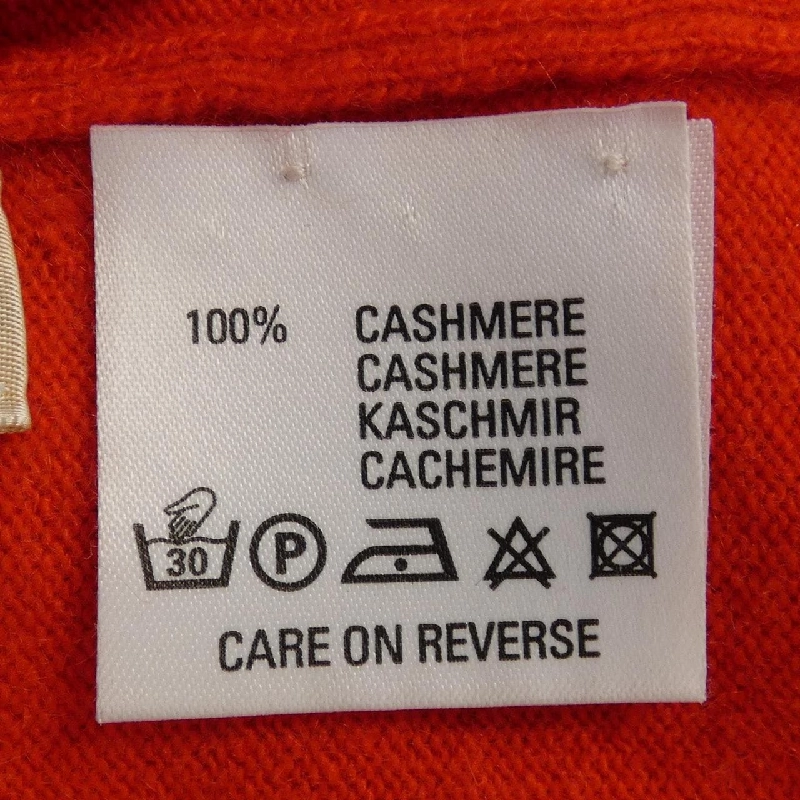 100% CASHMERE
CASHMERE
KASCHMIR
CACHEMIRE
30 P
CARE ON REVERSE